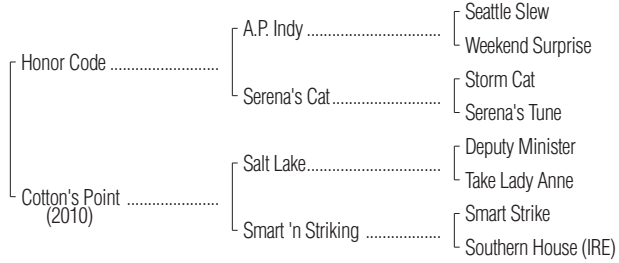 Seattle Slew
A.P. Indy ..................................
Weekend Surprise
Honor Code ...........................
Storm Cat
Serena's Cat...........................
Serena's Tune
Deputy Minister
Salt Lake.................................
Take Lady Anne
Cotton's Point .......................
(2010)
Smart Strike
Smart 'n Striking ...................
Southern House (IRE)